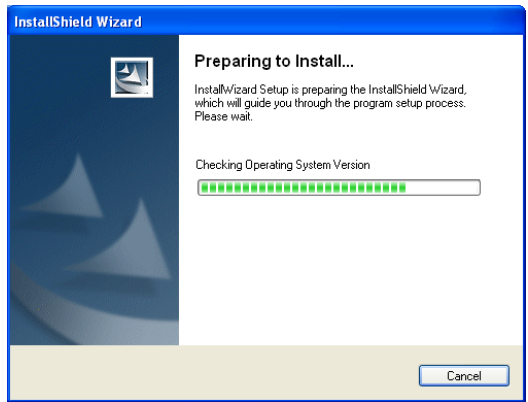 InstallShield Wizard
Preparing to Install...
InstallWizard Setup is preparing the InstallShield Wizard,
which will guide you through the program setup process.
Please wait.
Checking Operating System Version
Cancel